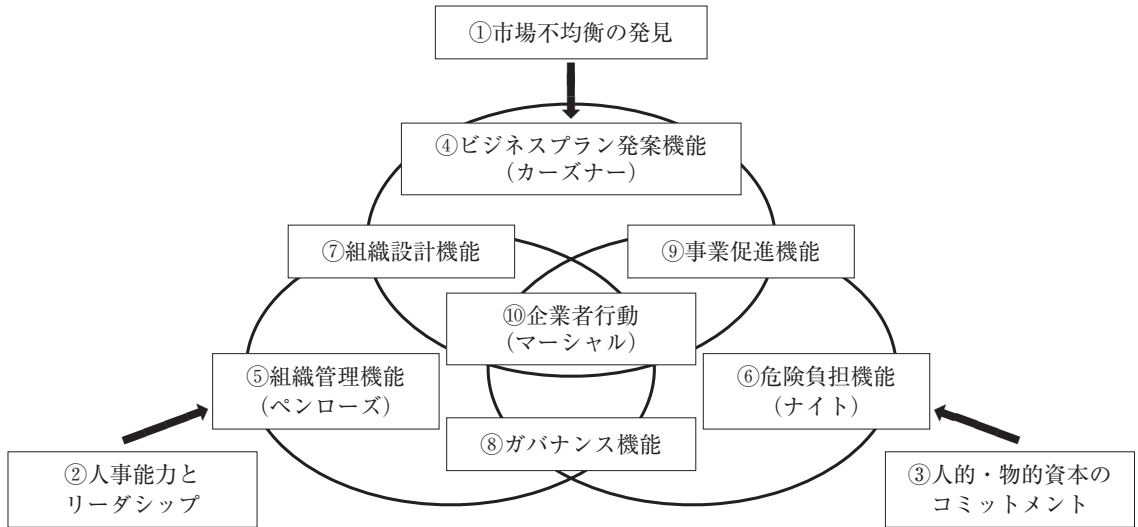 ①市場不均衡の発見
④ビジネスプラン発案機能
（カーズナー）
⑦組織設計機能
⑨事業促進機能
⑩企業者行動
（マーシャル）
⑤組織管理機能
（ペンローズ）
⑥危険負担機能
（ナイト）
⑧ガバナンス機能
②人事能力と
リーダシップ
③人的・物的資本の
コミットメント